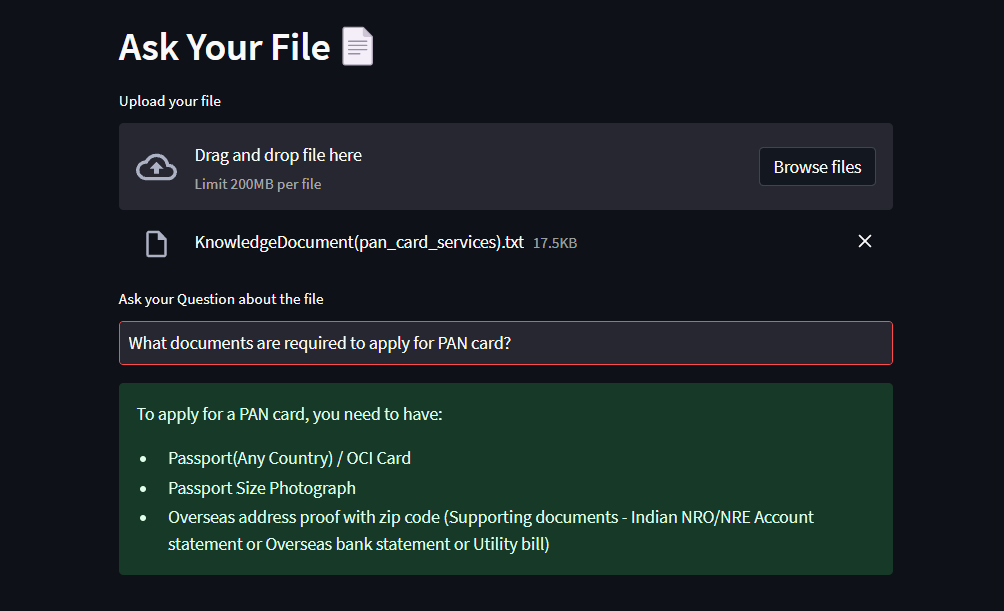 Ask Your File
Upload your file
Drag and drop file here
Limit 200MB per file
Browse files
KnowledgeDocument(pan_card_services).txt 17.5KB
Ask your Question about the file
What documents are required to apply for PAN card?
To apply for a PAN card, you need to have:
• Passport(Any Country) / OCI Card
• Passport Size Photograph
• Overseas address proof with zip code (Supporting documents - Indian NRO/NRE Account
statement or Overseas bank statement or Utility bill)